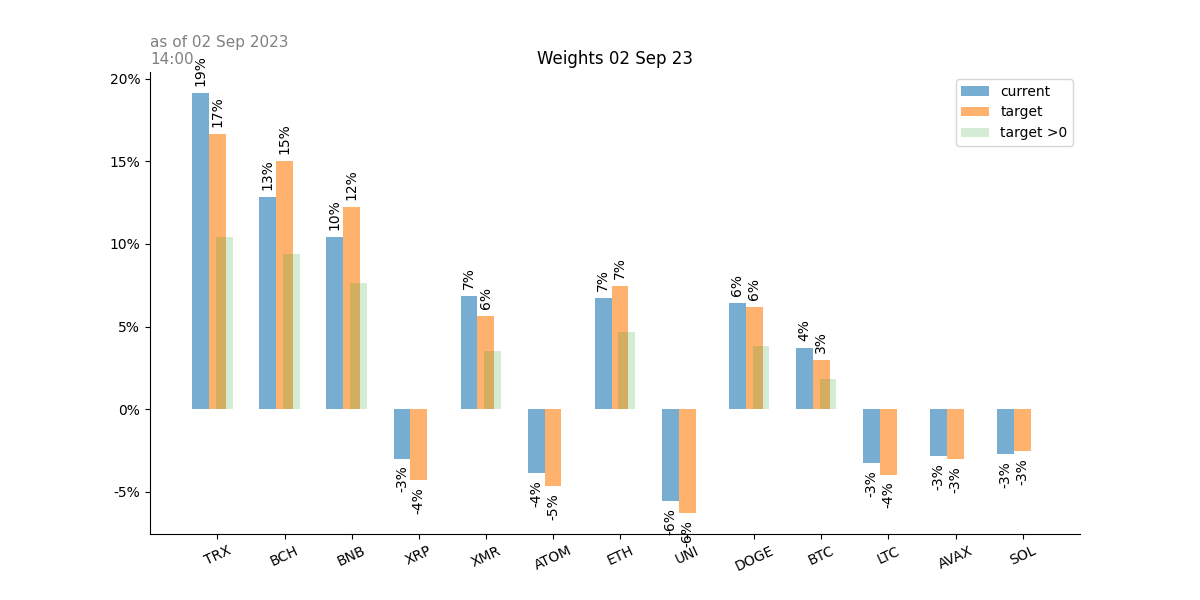 as of 02 Sep 2023
14:00
Weights 02 Sep 23
current
target
target >0
20%
15%
10%
5%
0%
-5%
19%
17%
13%
15%
10%
12%
-3%
-4%
7%
6%
-4%
-5%
7%
7%
-6%
-6%
6%
6%
4%
3%
-3%
-4%
-3%
-3%
-3%
-3%
TRX
BCH
BNB
XRP
XMR
ATOM
ETH
UNI
DOGE
BTC
LTC
AVAX
SOL